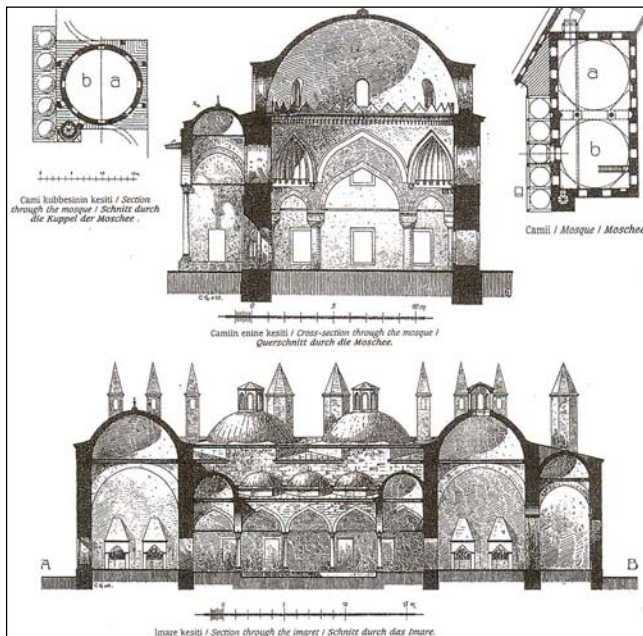 b a
Cami kubbesinin kesiti / Section
through the mosque / Schnitt durch
die Kuppel der Moschee .
a
b
Camii / Mosque / Moschee
0 5 10 m
Camiin enine kesiti / Cross-section through the mosque /
Querschnitt durch die Moschee.
A
B
Imare kesiti / Section through the imaret / Schnitt durch das Imare.